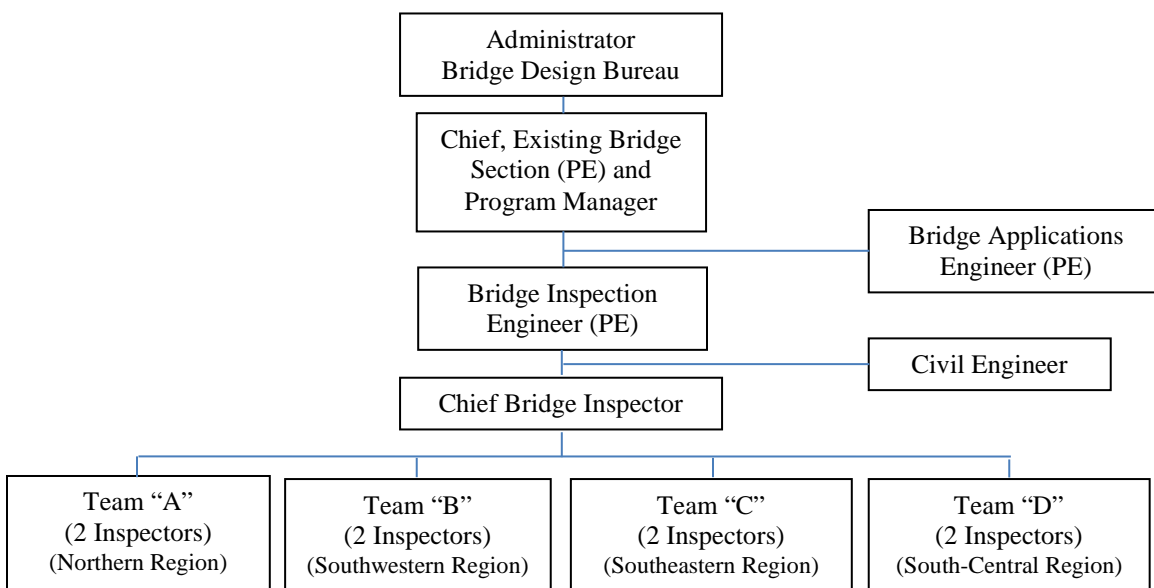 Administrator
Bridge Design Bureau
Chief, Existing Bridge
Section (PE) and
Program Manager
Bridge Applications
Engineer (PE)
Bridge Inspection
Engineer (PE)
Civil Engineer
Chief Bridge Inspector
Team “A”
(2 Inspectors)
(Northern Region)
Team “B”
(2 Inspectors)
(Southwestern Region)
Team “C”
(2 Inspectors)
(Southeastern Region)
Team “D”
(2 Inspectors)
(South-Central Region)